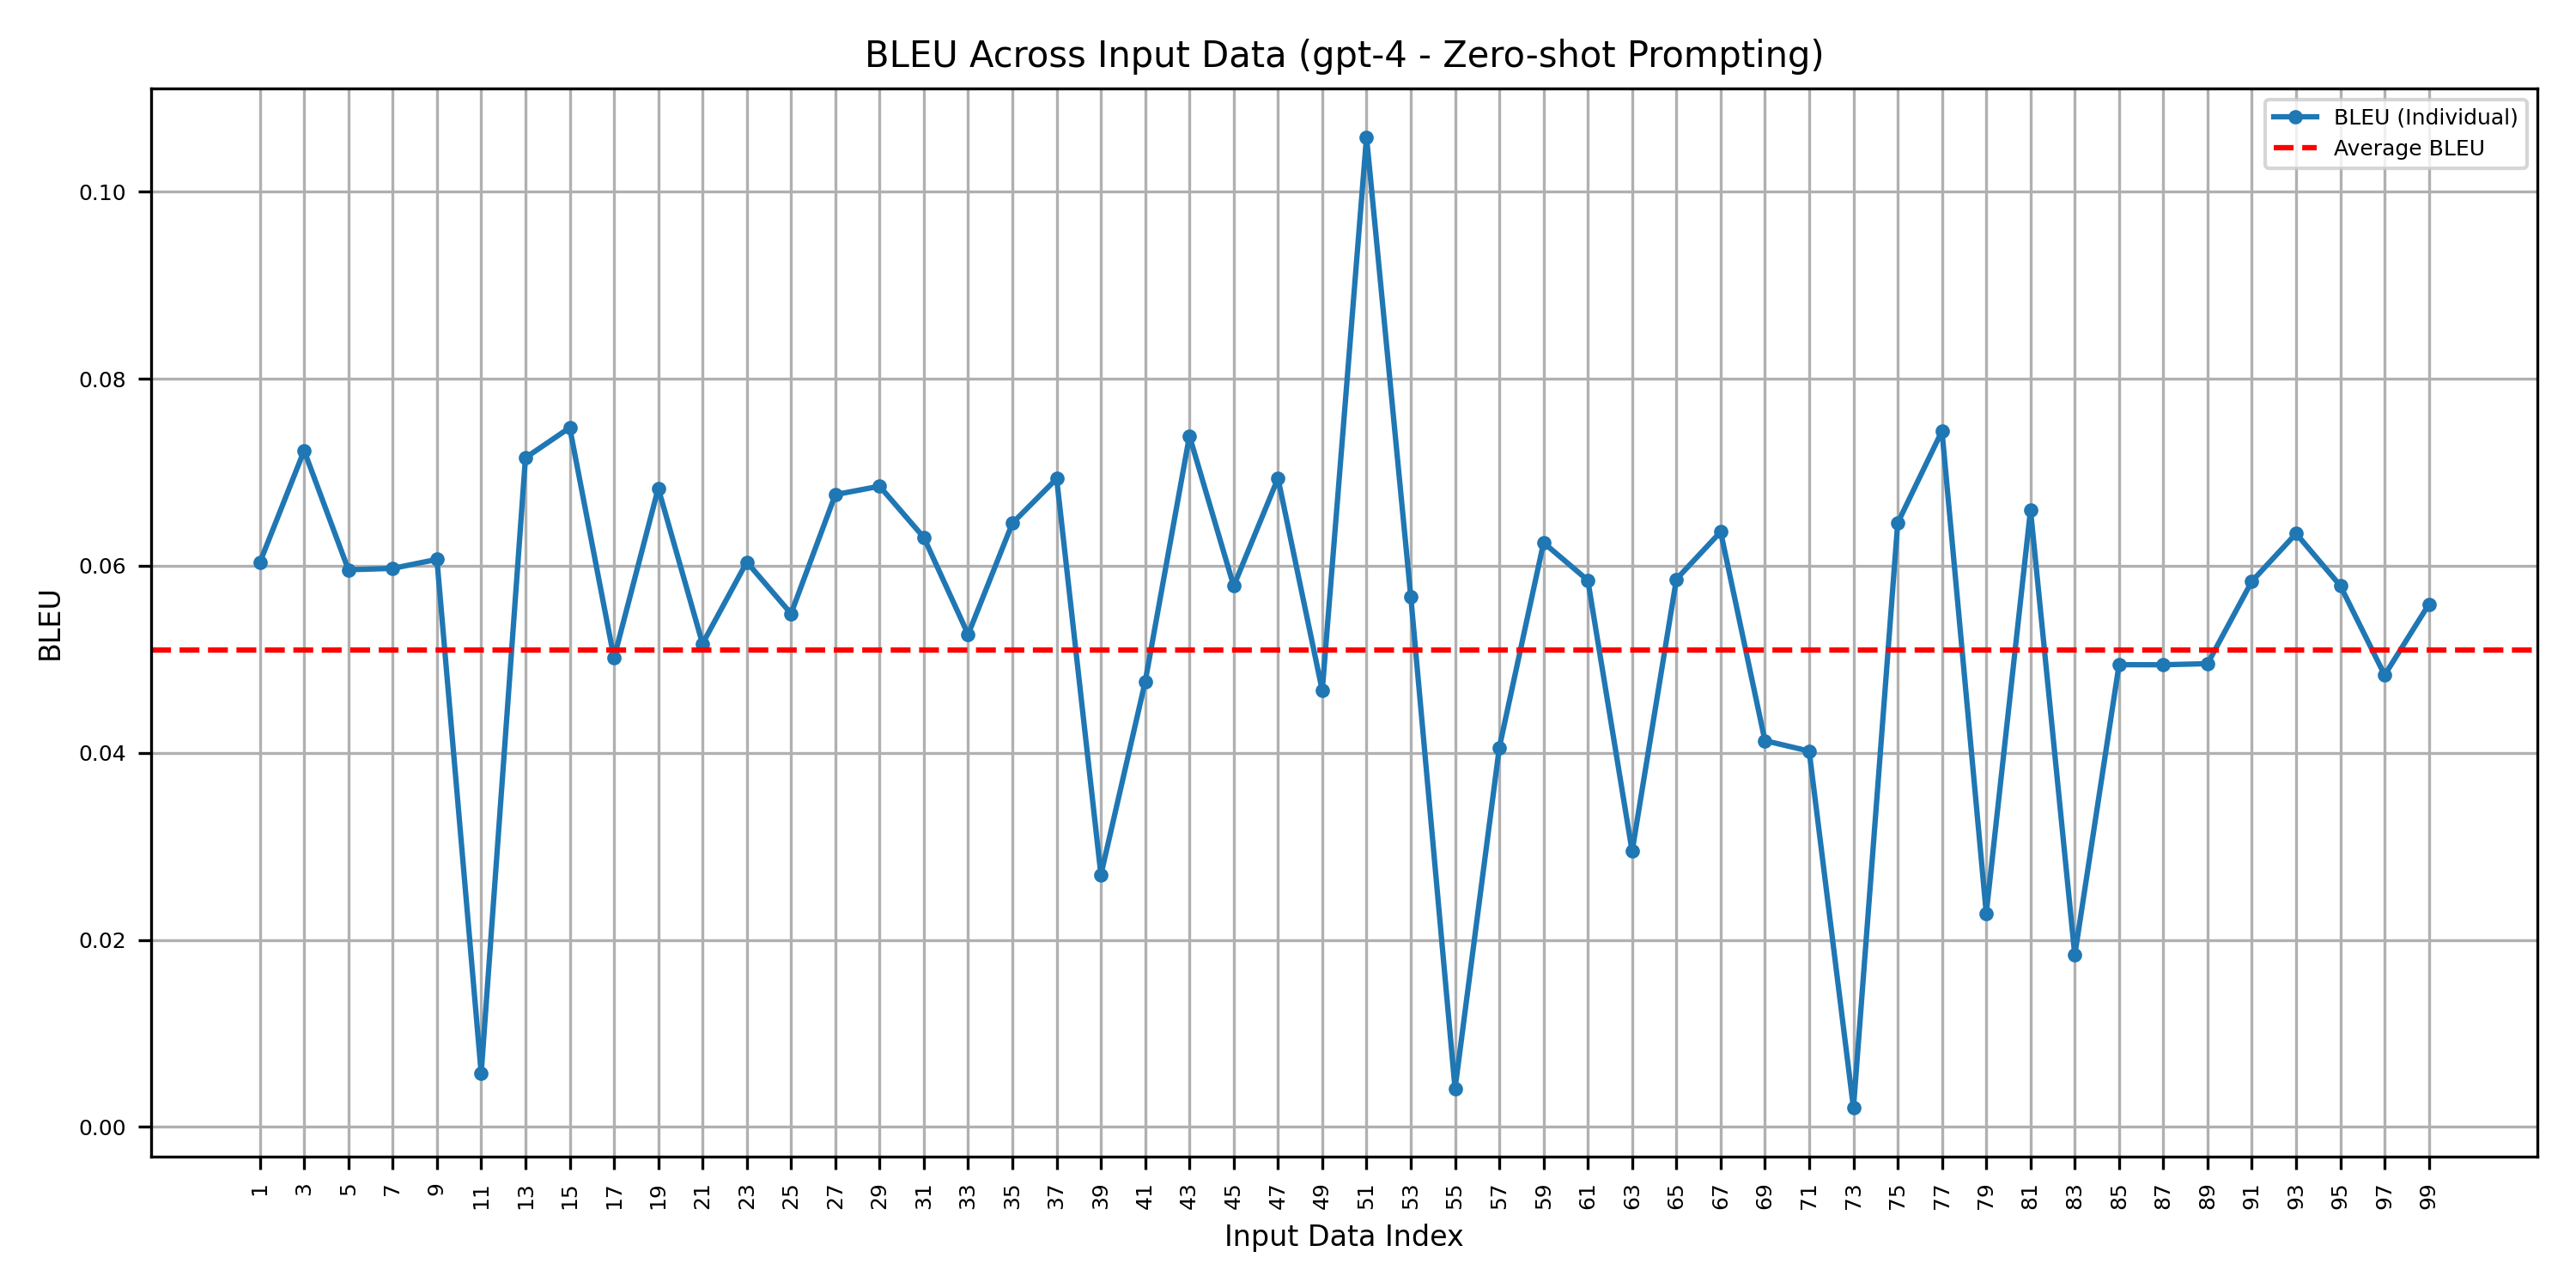 BLEU Across Input Data (gpt-4 - Zero-shot Prompting)
BLEU (Individual)
Average BLEU
0.10
0.08
0.06
0.04
0.02
0.00
BLEU
1 3 5 7 9 11 13 15 17 19 21 23 25 27 29 31 33 35 37 39 41 43 45 47 49 51 53 55 57 59 61 63 65 67 69 71 73 75 77 79 81 83 85 87 89 91 93 95 97 99
Input Data Index